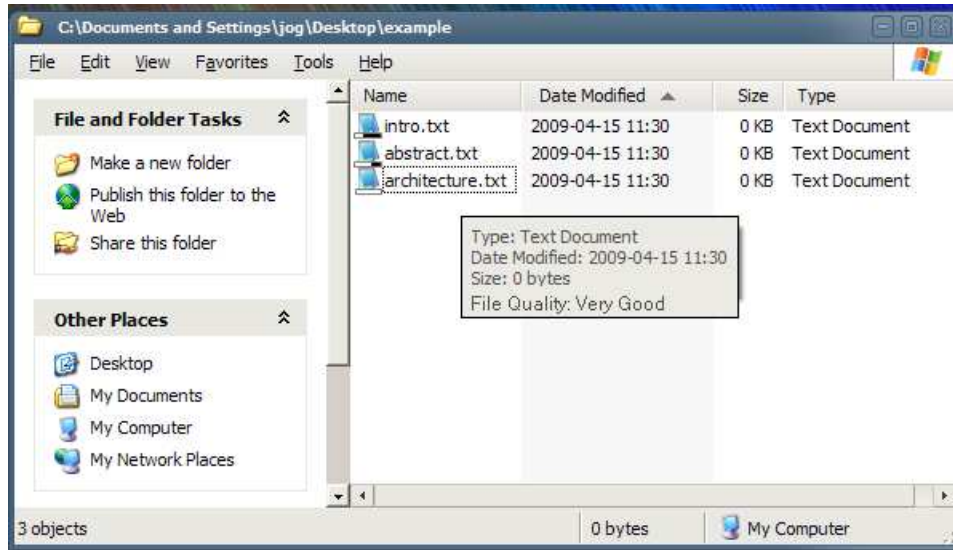 C:\Documents and Settings\jog\Desktop\example
File Edit View Favorites Tools Help
File and Folder Tasks
Make a new folder
Publish this folder to the
Web
Share this folder
Other Places
Desktop
My Documents
My Computer
My Network Places
Name Date Modified Size Type
intro.txt 2009-04-15 11:30 0 KB Text Document
abstract.txt 2009-04-15 11:30 0 KB Text Document
architecture.txt 2009-04-15 11:30 0 KB Text Document
Type: Text Document
Date Modified: 2009-04-15 11:30
Size: 0 bytes
File Quality: Very Good
3 objects 0 bytes My Computer